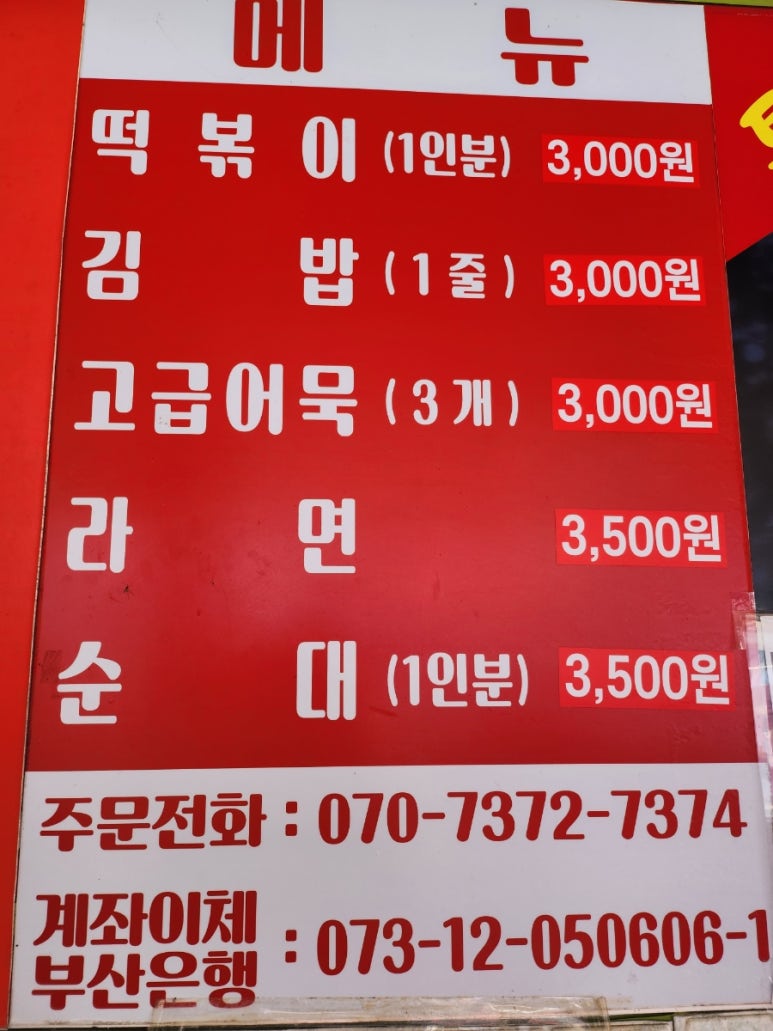 메뉴
떡볶이 (1인분) 3,000원
김밥 (1줄) 3,000원
고급어묵 (3개) 3,000원
라면 3,500원
순대 (1인분) 3,500원
주문전화 : 070-7372-7374
계좌이체
부산은행 : 073-12-050606-1